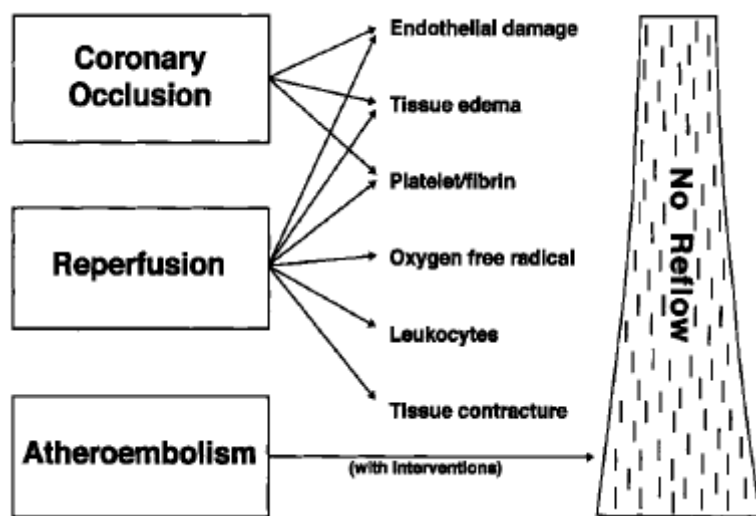 Coronary
Occlusion
Reperfusion
Atheroembolism
Endothelial damage
Tissue edema
Platelet/fibrin
Oxygen free radical
Leukocytes
Tissue contracture
(with interventions)
No Reflow